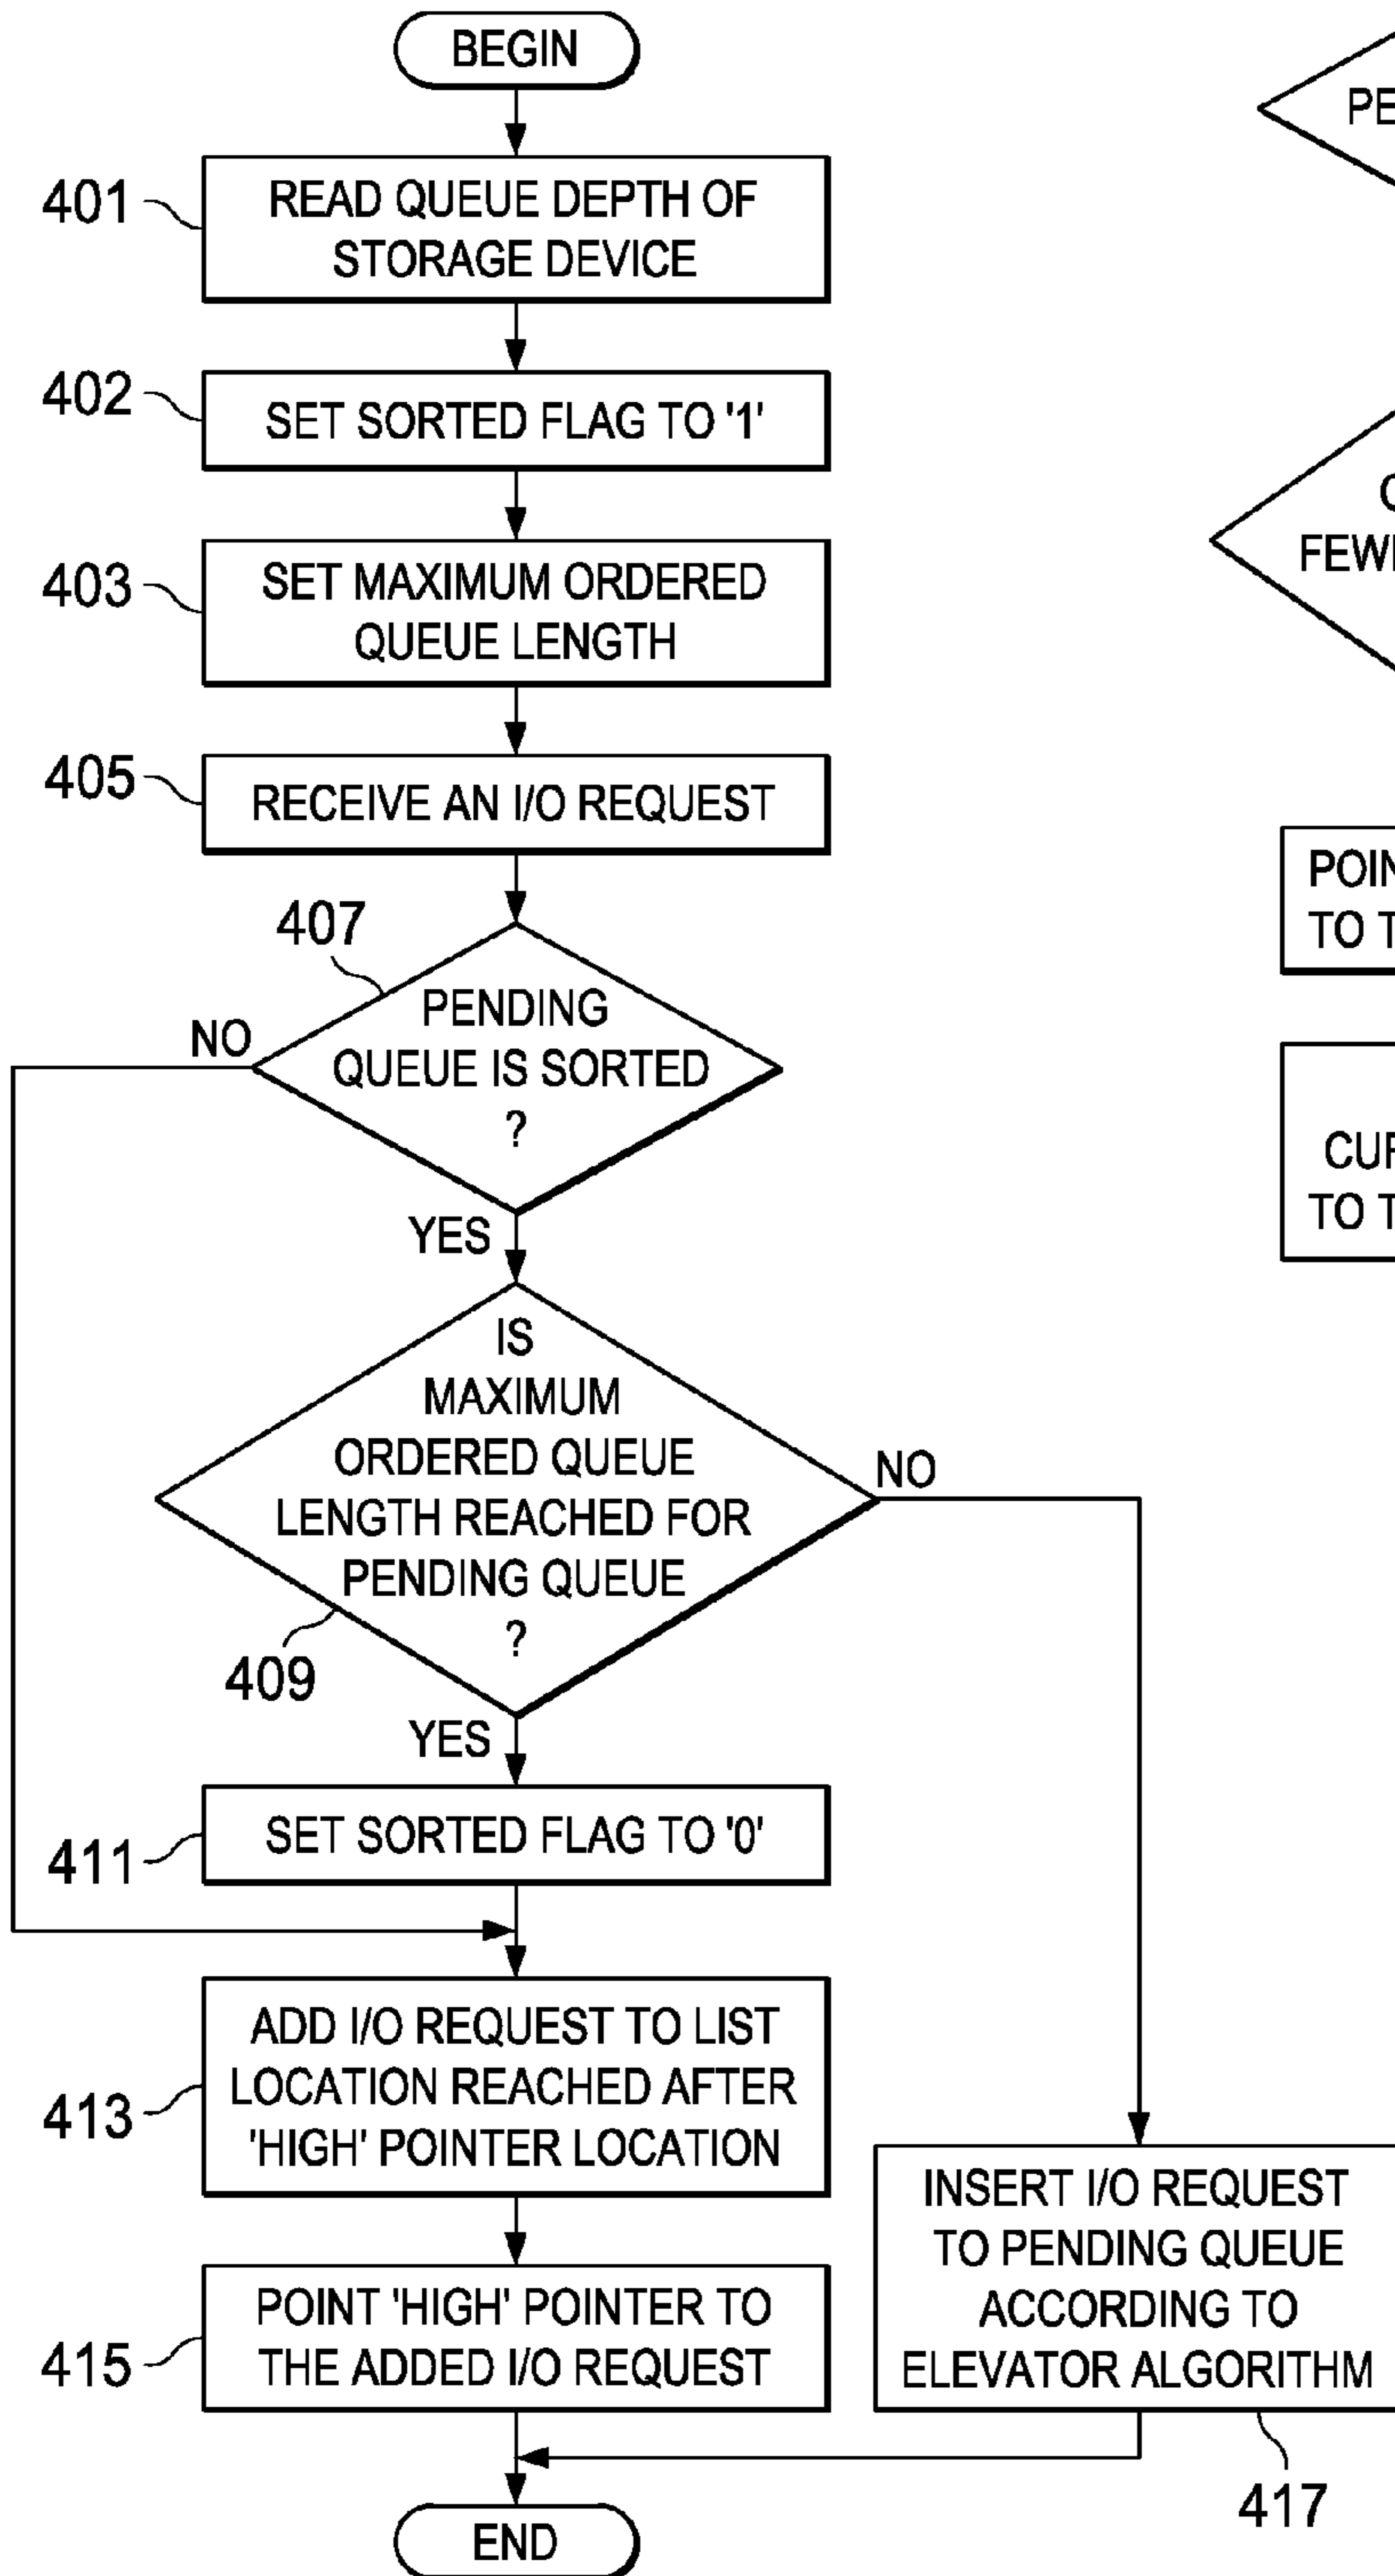 BEGIN
401
READ QUEUE DEPTH OF
STORAGE DEVICE
402
SET SORTED FLAG TO '1'
403
SET MAXIMUM ORDERED
QUEUE LENGTH
405
RECEIVE AN I/O REQUEST
407
PENDING
QUEUE IS SORTED
?
NO
YES
IS
MAXIMUM
ORDERED QUEUE
LENGTH REACHED FOR
PENDING QUEUE
?
409
NO
YES
411
SET SORTED FLAG TO '0'
413
ADD I/O REQUEST TO LIST
LOCATION REACHED AFTER
'HIGH' POINTER LOCATION
415
POINT 'HIGH' POINTER TO
THE ADDED I/O REQUEST
INSERT I/O REQUEST
TO PENDING QUEUE
ACCORDING TO
ELEVATOR ALGORITHM
417
END
TO
TO